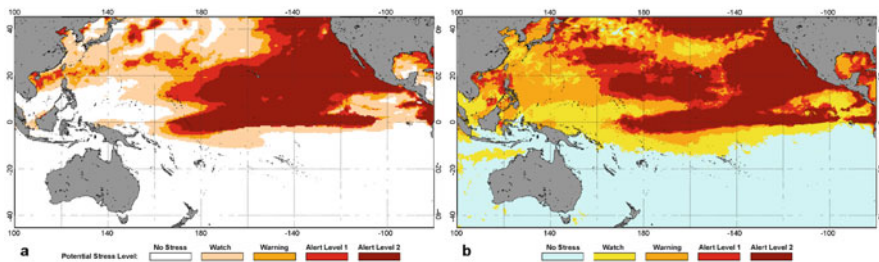 100 140 180 -140 -100
100 140 180 -140 -100
40
20
0
-20
-40
40
20
0
-20
-40
a
Potential Stress Level:
No Stress
Watch
Warning
Alert Level 1
Alert Level 2
b
No Stress
Watch
Warning
Alert Level 1
Alert Level 2
100 140 180 -140 -100
100 140 180 -140 -100